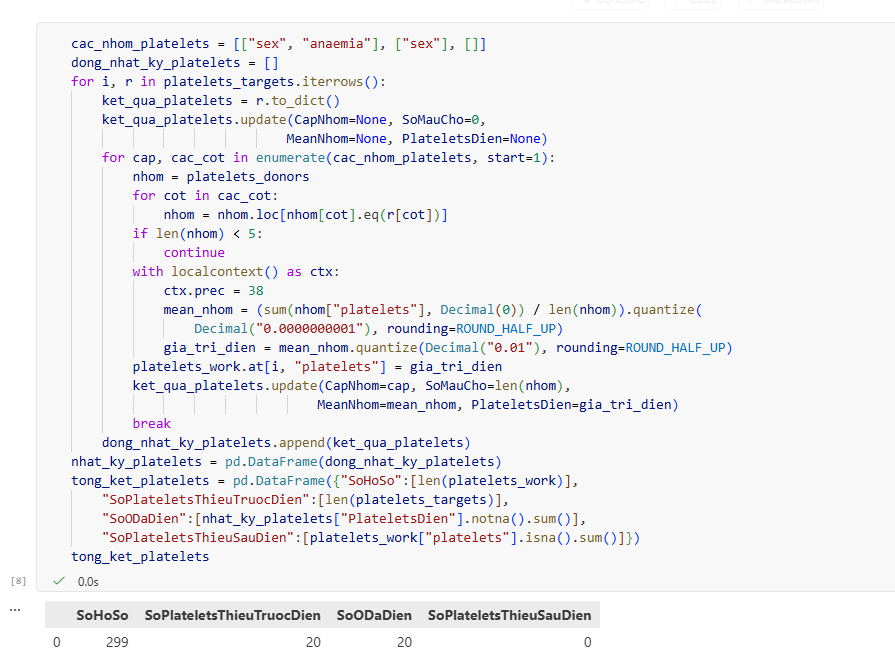 cac_nhom_platelets = [["sex", "anaemia"], ["sex"], []]
dong_nhat_ky_platelets = []
for i, r in platelets_targets.iterrows():
    ket_qua_platelets = r.to_dict()
    ket_qua_platelets.update(CapNhom=None, SoMauCho=0,
                             MeanNhom=None, PlateletsDien=None)
    for cap, cac_cot in enumerate(cac_nhom_platelets, start=1):
        nhom = platelets_donors
        for cot in cac_cot:
            nhom = nhom.loc[nhom[cot].eq(r[cot])]
        if len(nhom) < 5:
            continue
        with localcontext() as ctx:
            ctx.prec = 38
            mean_nhom = (sum(nhom["platelets"], Decimal(0)) / len(nhom)).quantize(
                Decimal("0.0000000001"), rounding=ROUND_HALF_UP)
            gia_tri_dien = mean_nhom.quantize(Decimal("0.01"), rounding=ROUND_HALF_UP)
        platelets_work.at[i, "platelets"] = gia_tri_dien
        ket_qua_platelets.update(CapNhom=cap, SoMauCho=len(nhom),
                                 MeanNhom=mean_nhom, PlateletsDien=gia_tri_dien)
        break
    dong_nhat_ky_platelets.append(ket_qua_platelets)
nhat_ky_platelets = pd.DataFrame(dong_nhat_ky_platelets)
tong_ket_platelets = pd.DataFrame({"SoHoSo":[len(platelets_work)],
    "SoPlateletsThieuTruocDien":[len(platelets_targets)],
    "SoODaDien":[nhat_ky_platelets["PlateletsDien"].notna().sum()],
    "SoPlateletsThieuSauDien":[platelets_work["platelets"].isna().sum()]})
tong_ket_platelets
[8] ✓ 0.0s
... SoHoSo SoPlateletsThieuTruocDien SoODaDien SoPlateletsThieuSauDien
0 299 20 20 0